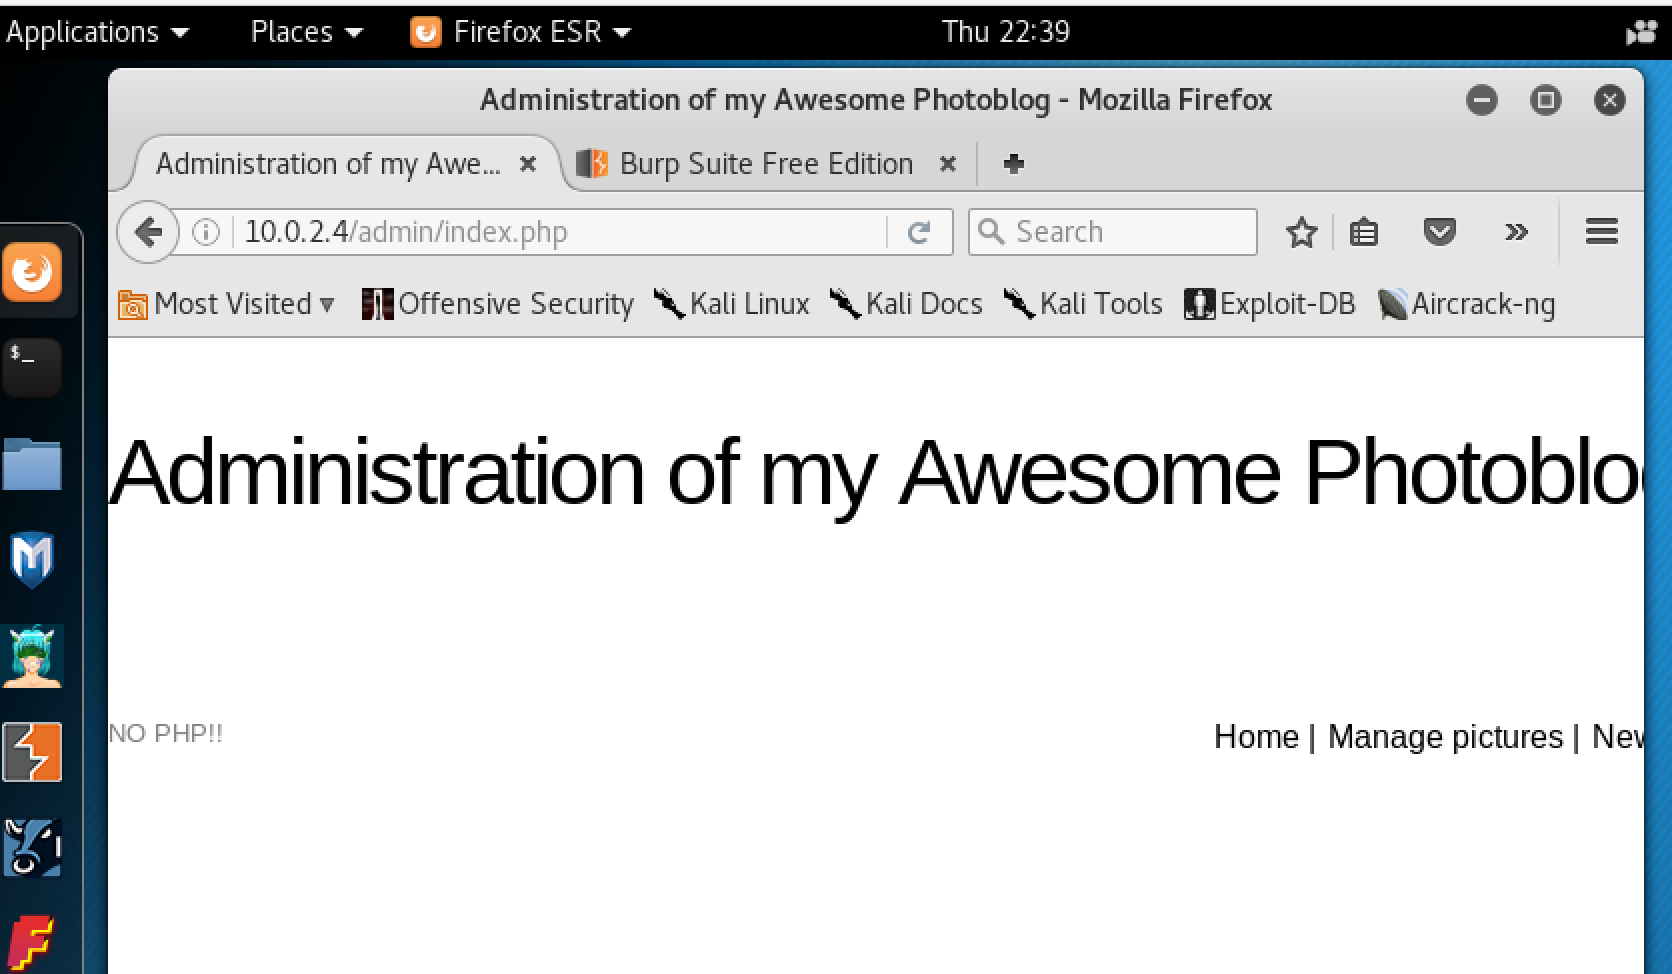 Applications Places Firefox ESR Thu 22:39
Administration of my Awesome Photoblog - Mozilla Firefox
Administration of my Awe... Burp Suite Free Edition
10.0.2.4/admin/index.php Search
Most Visited Offensive Security Kali Linux Kali Docs Kali Tools Exploit-DB Aircrack-ng
$_
Administration of my Awesome Photoblo
NO PHP!! Home | Manage pictures | New